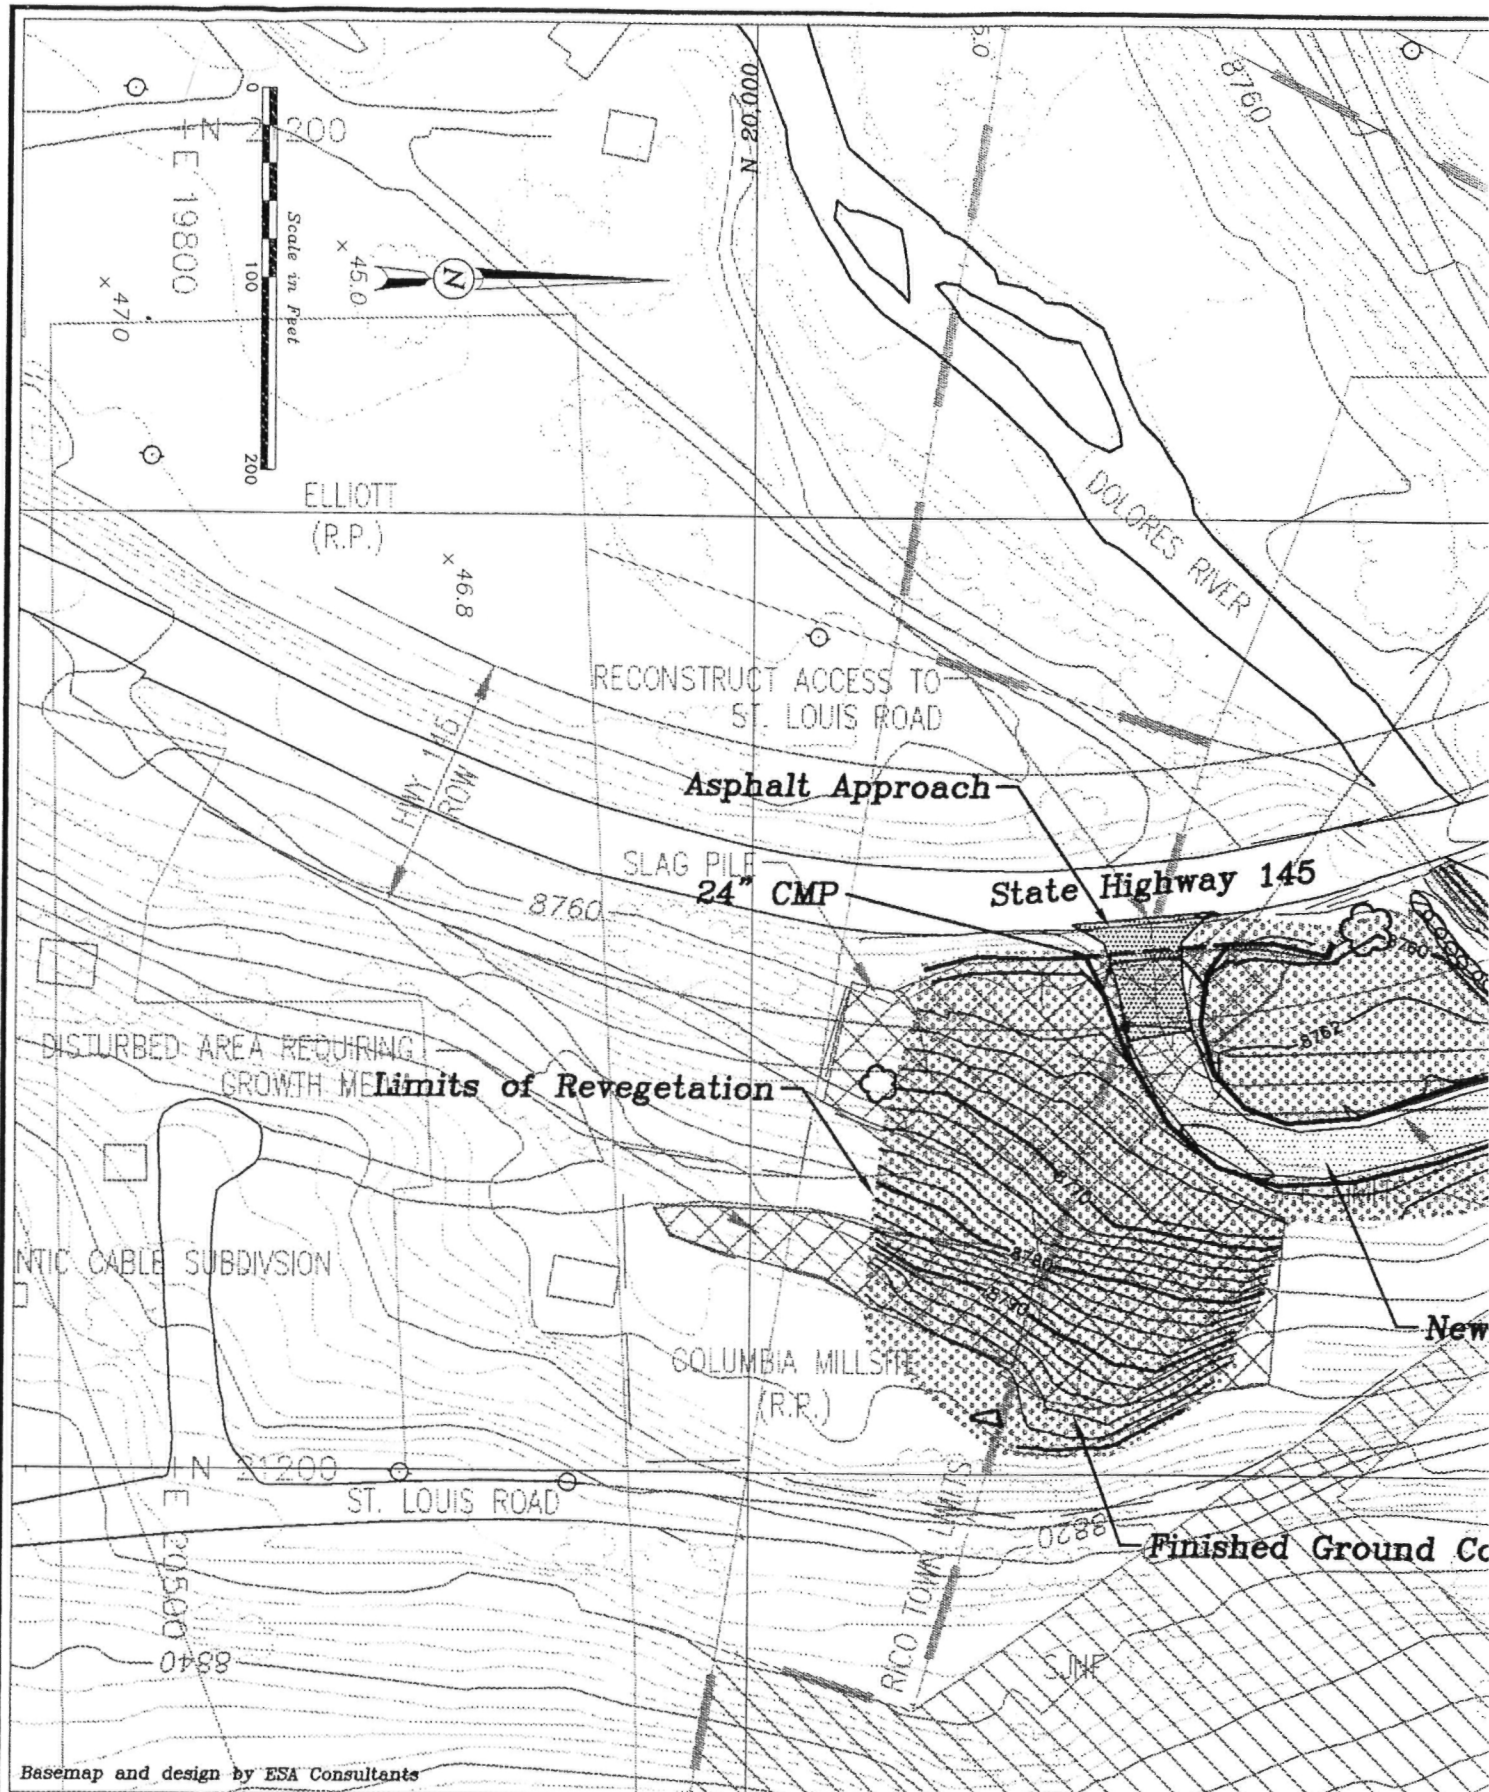 8760
N 20,000
5.0
N 21200
E 19800
0
100
200
Scale in Feet
× 45.0
× 47.0
N
ELLIOTT
(R.P.)
× 46.8
DOLORES RIVER
RECONSTRUCT ACCESS TO
ST. LOUIS ROAD
HWY 145
ROW
Asphalt Approach
SLAG PILE
24" CMP
State Highway 145
8760
8760
8762
DISTURBED AREA REQUIRING
GROWTH
Limits of Revegetation
8770
8780
8790
NTIC CABLE SUBDIVSION
New
COLUMBIA MILLSITE
(R.P.)
N 21200
E 20500
ST. LOUIS ROAD
8820
Finished Ground Co
RICO TOWN LIMITS
SJNF
8840
Basemap and design by ESA Consultants